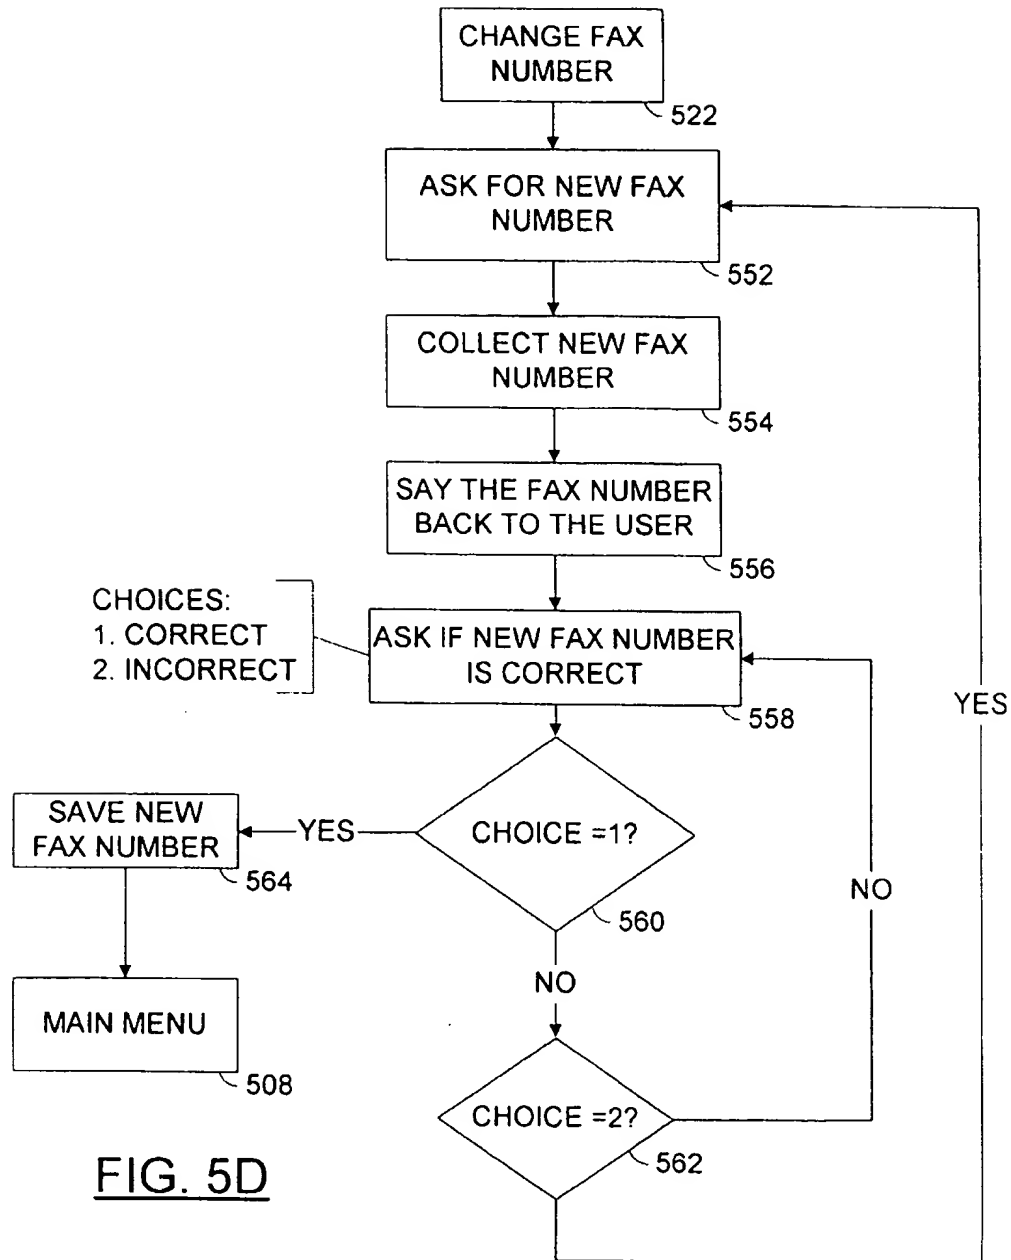 CHANGE FAX
NUMBER
522
ASK FOR NEW FAX
NUMBER
552
COLLECT NEW FAX
NUMBER
554
SAY THE FAX NUMBER
BACK TO THE USER
556
CHOICES:
1. CORRECT
2. INCORRECT
ASK IF NEW FAX NUMBER
IS CORRECT
558
YES
SAVE NEW
FAX NUMBER
564
YES
CHOICE =1?
560
NO
NO
MAIN MENU
508
CHOICE =2?
562
FIG. 5D